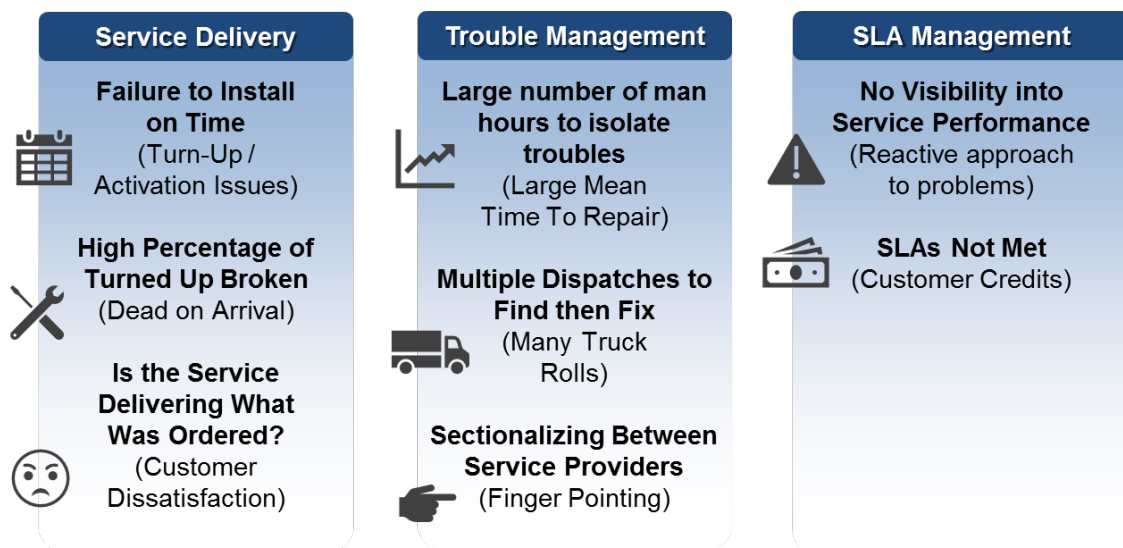 Service Delivery
Failure to Install
on Time
(Turn-Up /
Activation Issues)
High Percentage of
Turned Up Broken
(Dead on Arrival)
Is the Service
Delivering What
Was Ordered?
(Customer
Dissatisfaction)
Trouble Management
Large number of man
hours to isolate
troubles
(Large Mean
Time To Repair)
Multiple Dispatches to
Find then Fix
(Many Truck
Rolls)
Sectionalizing Between
Service Providers
(Finger Pointing)
SLA Management
No Visibility into
Service Performance
(Reactive approach
to problems)
SLAs Not Met
(Customer Credits)